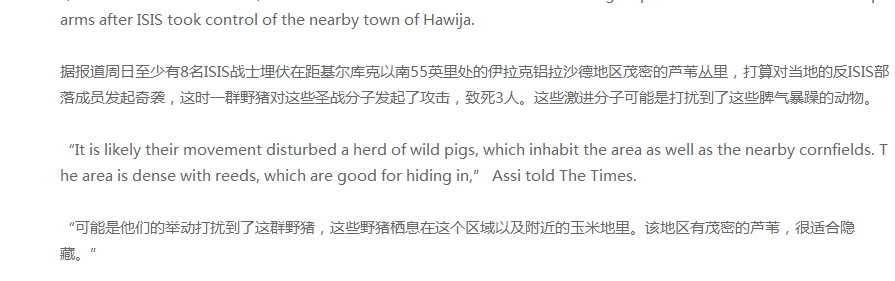 arms after ISIS took control of the nearby town of Hawija.
据报道周日至少有8名ISIS战士埋伏在距基尔库克以南55英里处的伊拉克铝拉沙德地区茂密的芦苇丛里，打算对当地的反ISIS部
落成员发起奇袭，这时一群野猪对这些圣战分子发起了攻击，致死3人。这些激进分子可能是打扰到了这些脾气暴躁的动物。
“It is likely their movement disturbed a herd of wild pigs, which inhabit the area as well as the nearby cornfields. T
he area is dense with reeds, which are good for hiding in,” Assi told The Times.
“可能是他们的举动打扰到了这群野猪，这些野猪栖息在这个区域以及附近的玉米地里。该地区有茂密的芦苇，很适合隐
藏。”